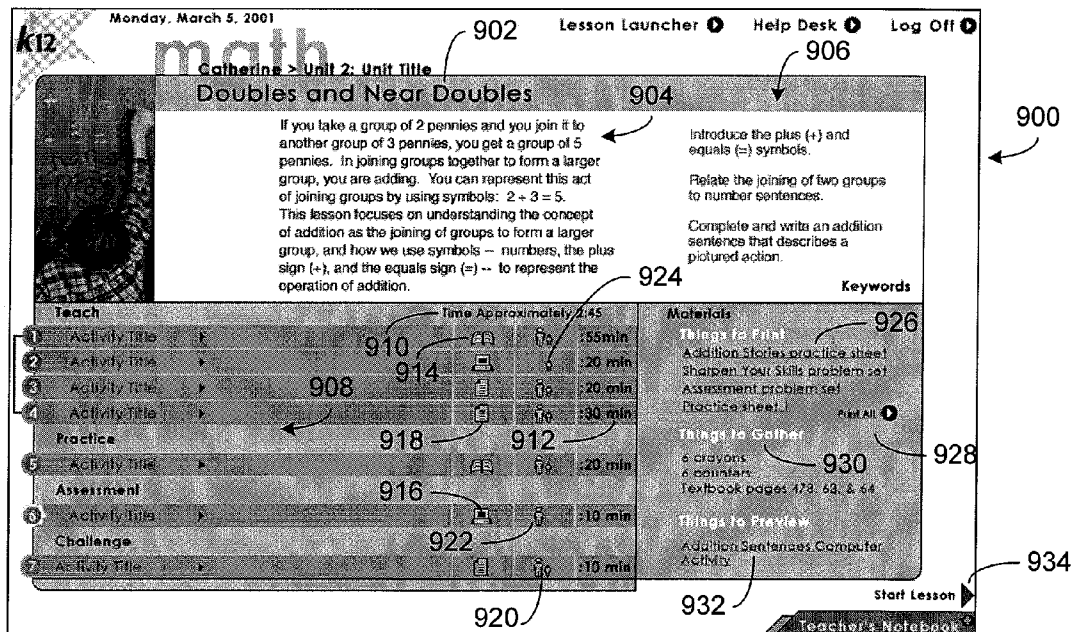 Monday, March 5, 2001
Lesson Launcher
Help Desk
Log Off
k12
math
902
906
Catherine > Unit 2: Unit Title
Doubles and Near Doubles
904
900
If you take a group of 2 pennies and you join it to
another group of 3 pennies, you get a group of 5
pennies. In joining groups together to form a larger
group, you are adding. You can represent this act
of joining groups by using symbols: 2 + 3 = 5.
This lesson focuses on understanding the concept
of addition as the joining of groups to form a larger
group, and how we use symbols -- numbers, the plus
sign (+), and the equals sign (=) -- to represent the
operation of addition.
Introduce the plus (+) and
equals (=) symbols.
Relate the joining of two groups
to number sentences.
Complete and write an addition
sentence that describes a
pictured action.
924
Keywords
Teach
Time Approximately 2:45
1 Activity Title :55min
910
914
2 Activity Title :20 min
3 Activity Title :20 min
908
4 Activity Title :30 min
918
912
Practice
5 Activity Title :20 min
916
Assessment
6 Activity Title :10 min
922
Challenge
7 Activity Title :10 min
920
Materials
926
Things to Print
Addition Stories practice sheet
Sharpen Your Skills problem set
Assessment problem set
Practice sheet 1
Print All
928
Things to Gather
930
6 crayons
6 counters
Textbook pages 47B, 63, & 64
Things to Preview
Addition Sentences Computer
Activity
932
934
Start Lesson
Teacher's Notebook